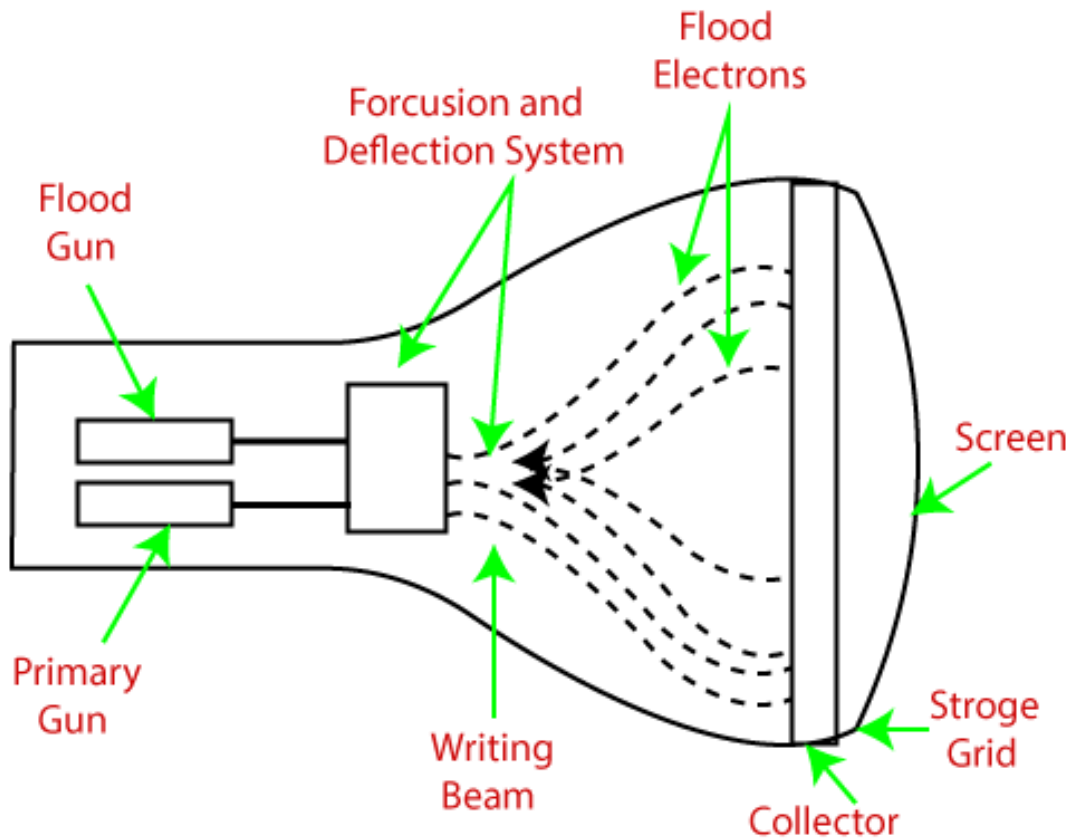 Flood
Electrons
Forcusion and
Deflection System
Flood
Gun
Screen
Primary
Gun
Writing
Beam
Stroge
Grid
Collector